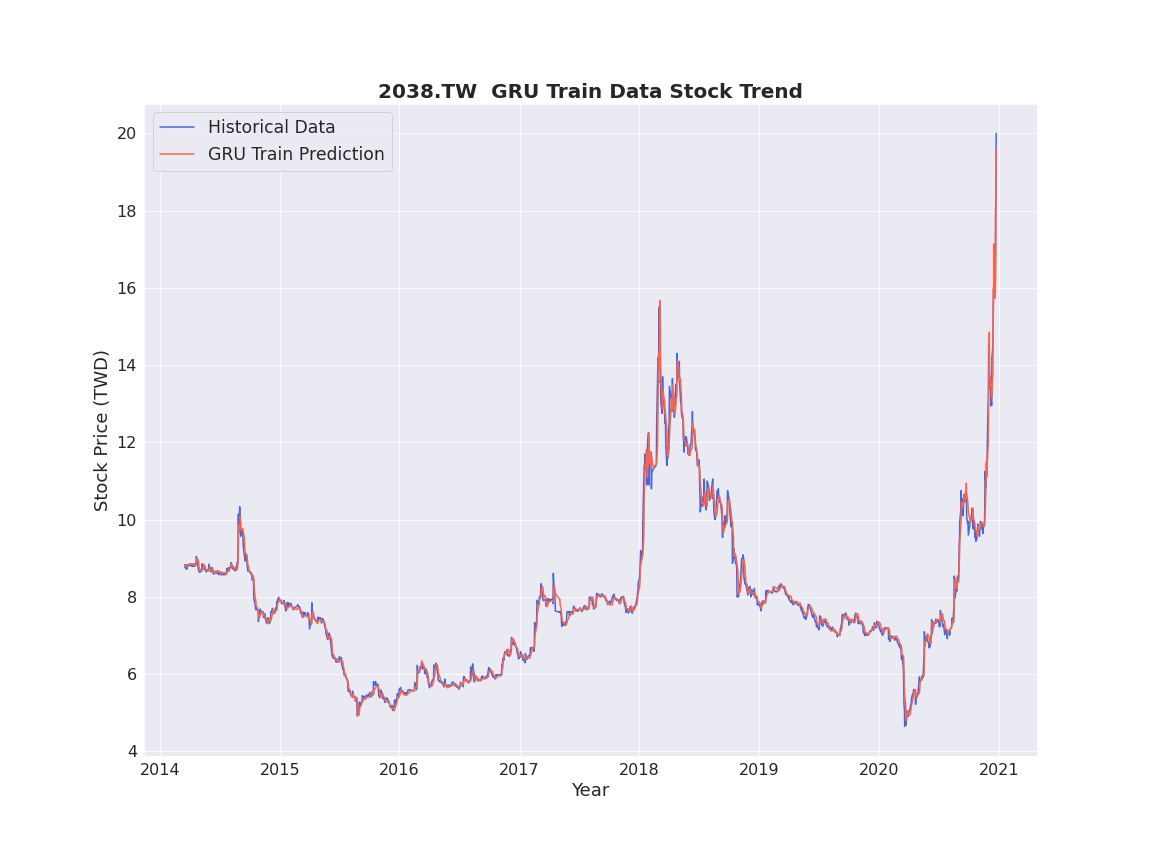 2038.TW  GRU Train Data Stock Trend
Historical Data
GRU Train Prediction
Stock Price (TWD)
20
18
16
14
12
10
8
6
4
2014 2015 2016 2017 2018 2019 2020 2021
Year